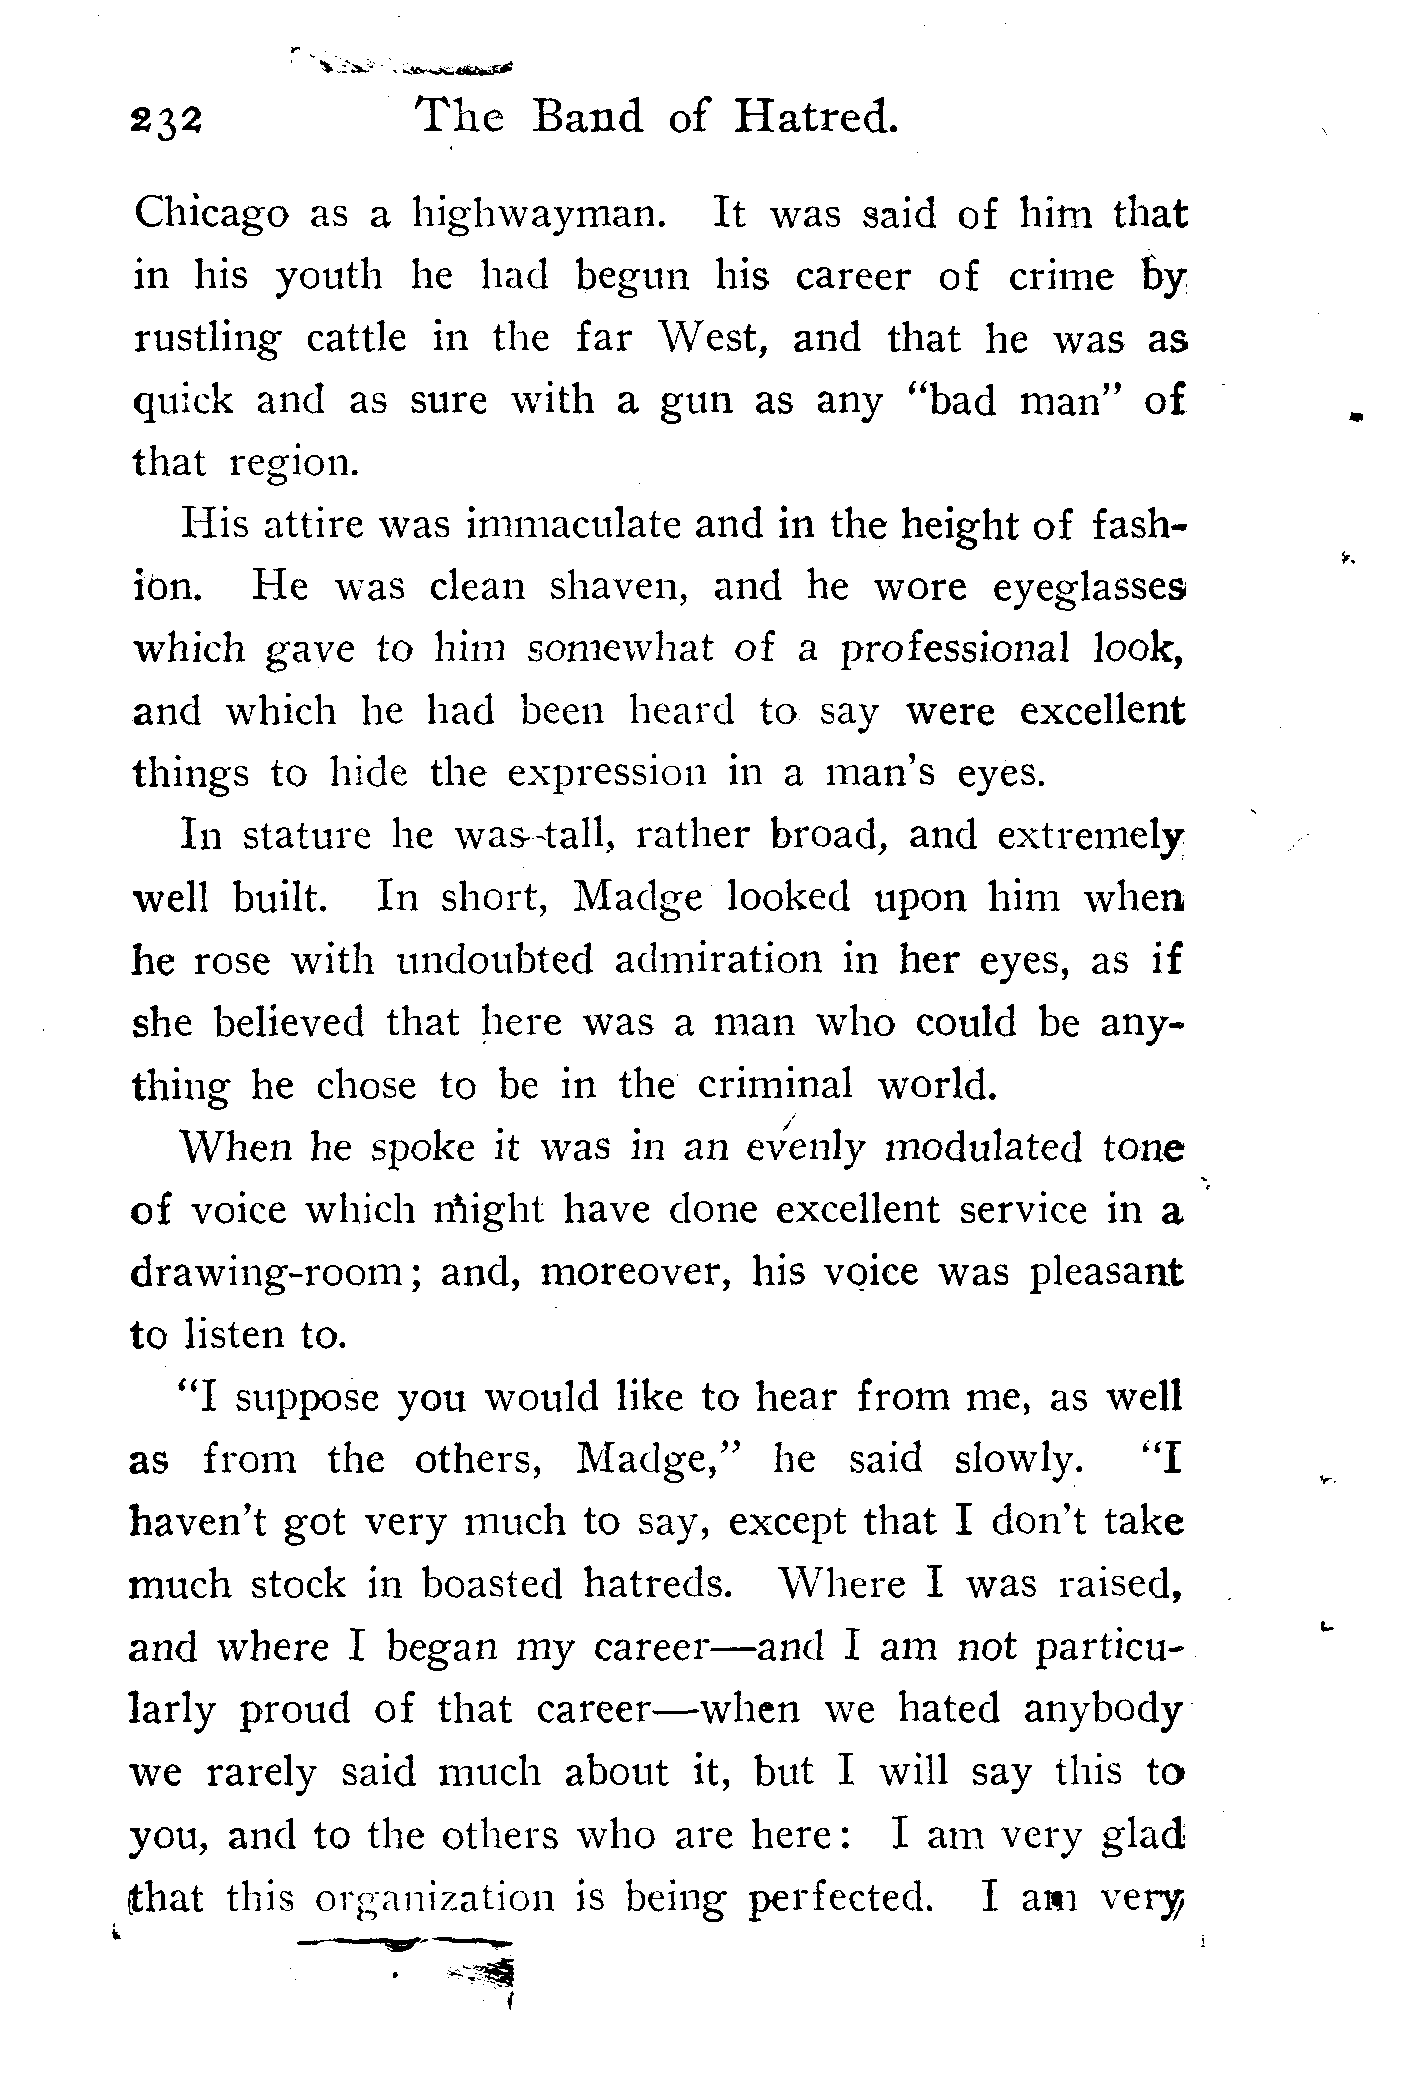 232 The Band of Hatred.
Chicago as a highwayman. It was said of him that
in his youth he had begun his career of crime by
rustling cattle in the far West, and that he was as
quick and as sure with a gun as any "bad man" of
that region.
His attire was immaculate and in the height of fash-
ion. He was clean shaven, and he wore eyeglasses
which gave to him somewhat of a professional look,
and which he had been heard to say were excellent
things to hide the expression in a man's eyes.
In stature he was tall, rather broad, and extremely
well built. In short, Madge looked upon him when
he rose with undoubted admiration in her eyes, as if
she believed that here was a man who could be any-
thing he chose to be in the criminal world.
When he spoke it was in an evenly modulated tone
of voice which might have done excellent service in a
drawing-room; and, moreover, his voice was pleasant
to listen to.
"I suppose you would like to hear from me, as well
as from the others, Madge," he said slowly. "I
haven't got very much to say, except that I don't take
much stock in boasted hatreds. Where I was raised,
and where I began my career—and I am not particu-
larly proud of that career—when we hated anybody
we rarely said much about it, but I will say this to
you, and to the others who are here: I am very glad
that this organization is being perfected. I am very